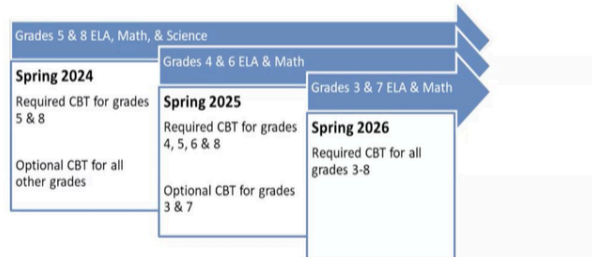 Grades 5 & 8 ELA, Math, & Science
Spring 2024
Required CBT for grades
5 & 8
Optional CBT for all
other grades
Grades 4 & 6 ELA & Math
Spring 2025
Required CBT for grades
4, 5, 6 & 8
Optional CBT for grades
3 & 7
Grades 3 & 7 ELA & Math
Spring 2026
Required CBT for all
grades 3-8